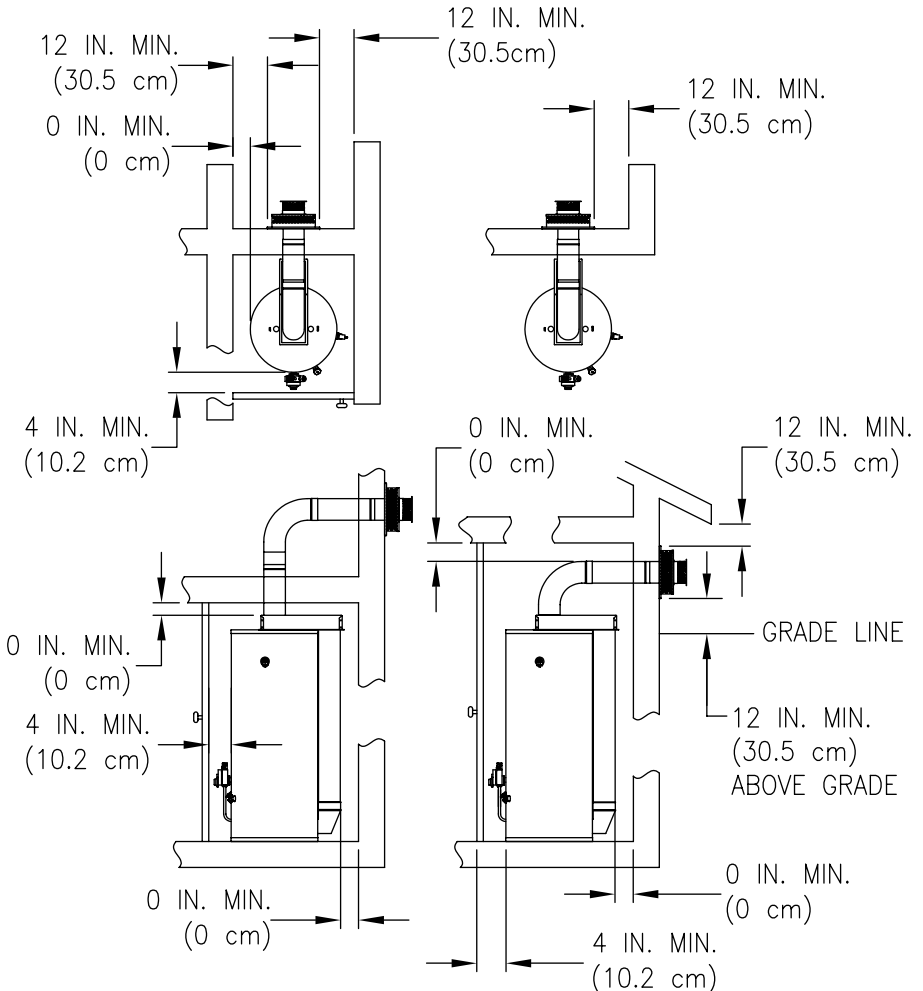 12 IN. MIN.
(30.5cm)
12 IN. MIN.
(30.5 cm)
12 IN. MIN.
(30.5 cm)
0 IN. MIN.
(0 cm)
4 IN. MIN.
(10.2 cm)
0 IN. MIN.
(0 cm)
12 IN. MIN.
(30.5 cm)
GRADE LINE
0 IN. MIN.
(0 cm)
4 IN. MIN.
(10.2 cm)
12 IN. MIN.
(30.5 cm)
ABOVE GRADE
0 IN. MIN.
(0 cm)
0 IN. MIN.
(0 cm)
4 IN. MIN.
(10.2 cm)